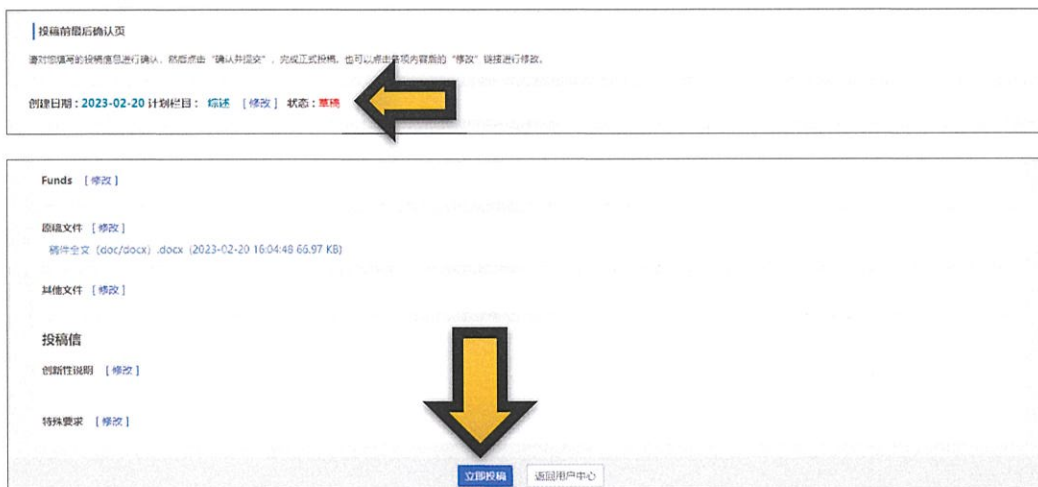 投稿前最后确认页
请对您填写的投稿信息进行确认，然后点击“确认并提交”，完成正式投稿。也可以点击各项内容后的“修改”链接进行修改。
创建日期：2023-02-20 计划栏目： 综述 [修改] 状态：草稿
Funds [修改]
原稿文件 [修改]
稿件全文 (doc/docx) .docx (2023-02-20 16:04:48 66.97 KB)
其他文件 [修改]
投稿信
创新性说明 [修改]
特殊要求 [修改]
立即投稿 返回用户中心